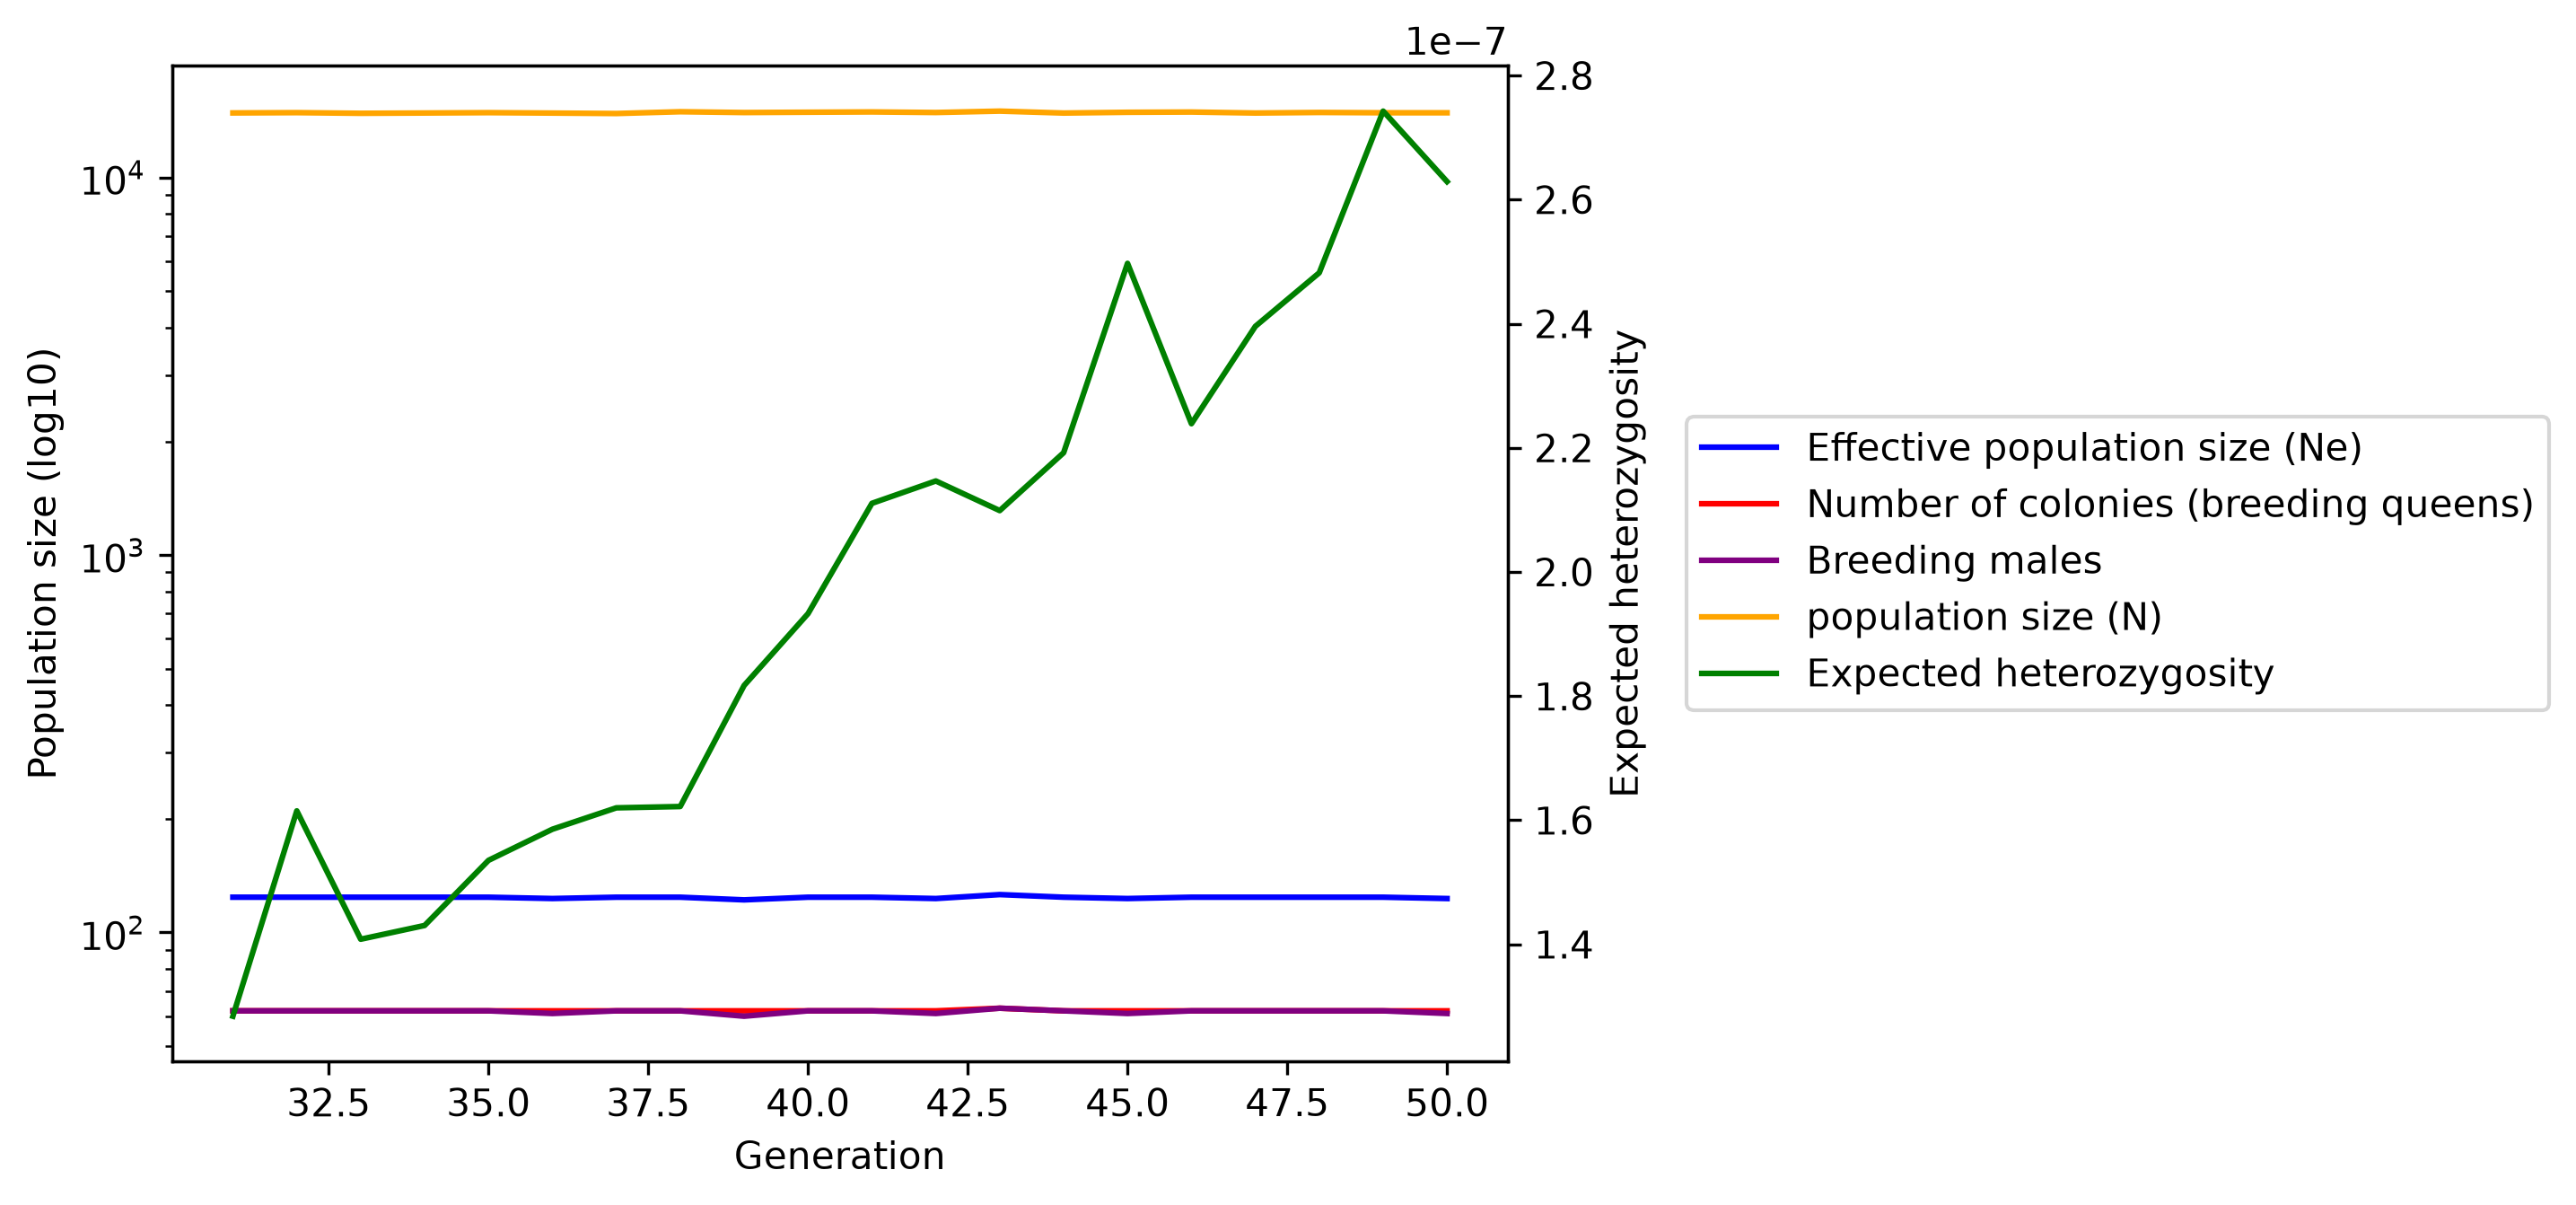 1e−7
Population size (log10)
10⁴
10³
10²
2.8
2.6
2.4
2.2
2.0
1.8
1.6
1.4
Expected heterozygosity
32.5 35.0 37.5 40.0 42.5 45.0 47.5 50.0
Generation
Effective population size (Ne)
Number of colonies (breeding queens)
Breeding males
population size (N)
Expected heterozygosity